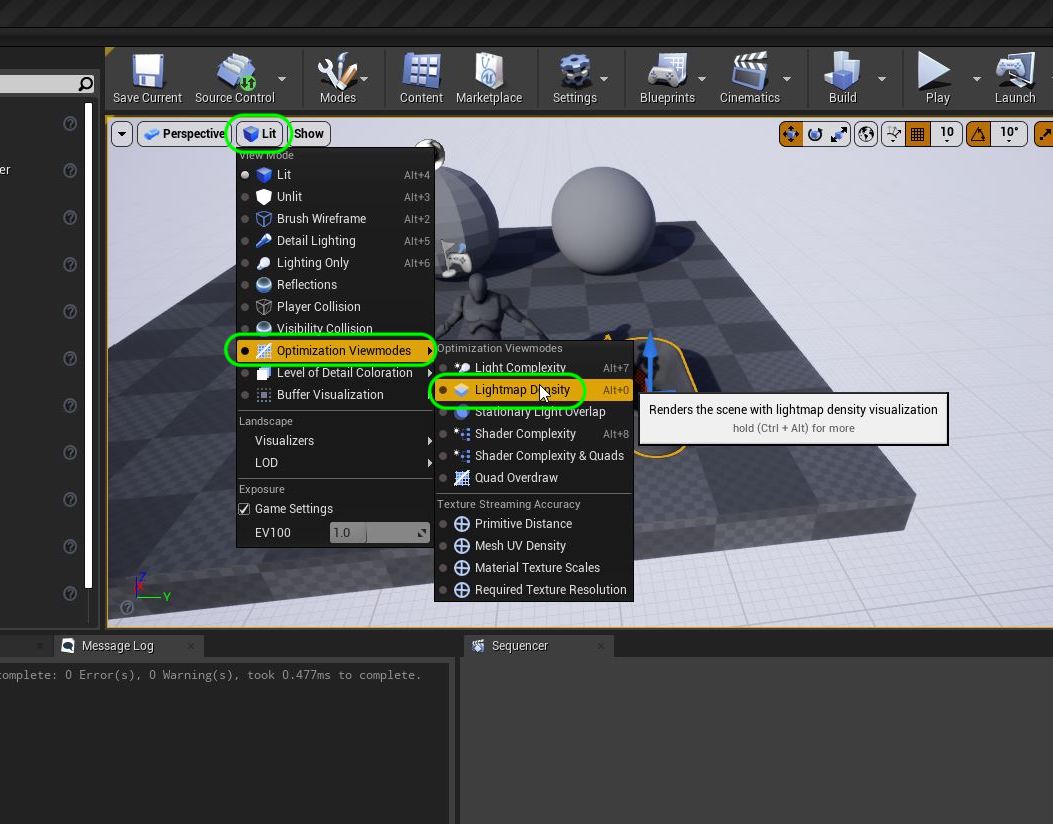 Save Current
Source Control
Modes
Content
Marketplace
Settings
Blueprints
Cinematics
Build
Play
Launch
Perspective
Lit
Show
10
10°
er
View Mode
Lit Alt+4
Unlit Alt+3
Brush Wireframe Alt+2
Detail Lighting Alt+5
Lighting Only Alt+6
Reflections
Player Collision
Visibility Collision
Optimization Viewmodes
Level of Detail Coloration
Buffer Visualization
Landscape
Visualizers
LOD
Exposure
Game Settings
EV100 1.0
Optimization Viewmodes
Light Complexity Alt+7
Lightmap Density Alt+0
Stationary Light Overlap
Shader Complexity Alt+8
Shader Complexity & Quads
Quad Overdraw
Texture Streaming Accuracy
Primitive Distance
Mesh UV Density
Material Texture Scales
Required Texture Resolution
Renders the scene with lightmap density visualization
hold (Ctrl + Alt) for more
Z
X
Y
Message Log
Sequencer
omplete: 0 Error(s), 0 Warning(s), took 0.477ms to complete.